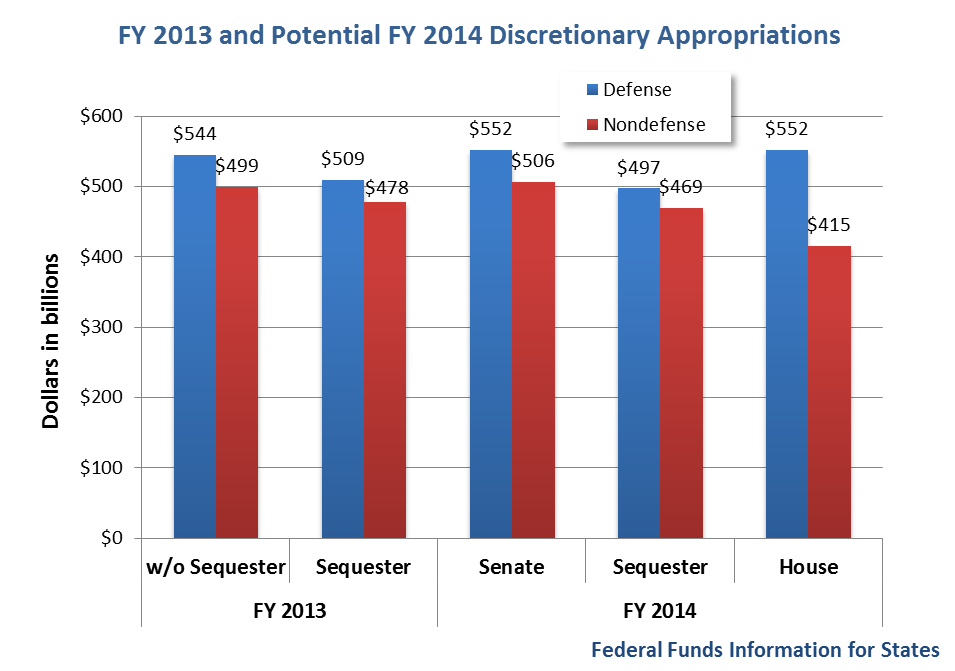 FY 2013 and Potential FY 2014 Discretionary Appropriations
Defense
Nondefense
$600
$500
$400
$300
$200
$100
$0
Dollars in billions
$544
$499
$509
$478
$552
$506
$497
$469
$552
$415
w/o Sequester
Sequester
Senate
Sequester
House
FY 2013
FY 2014
Federal Funds Information for States